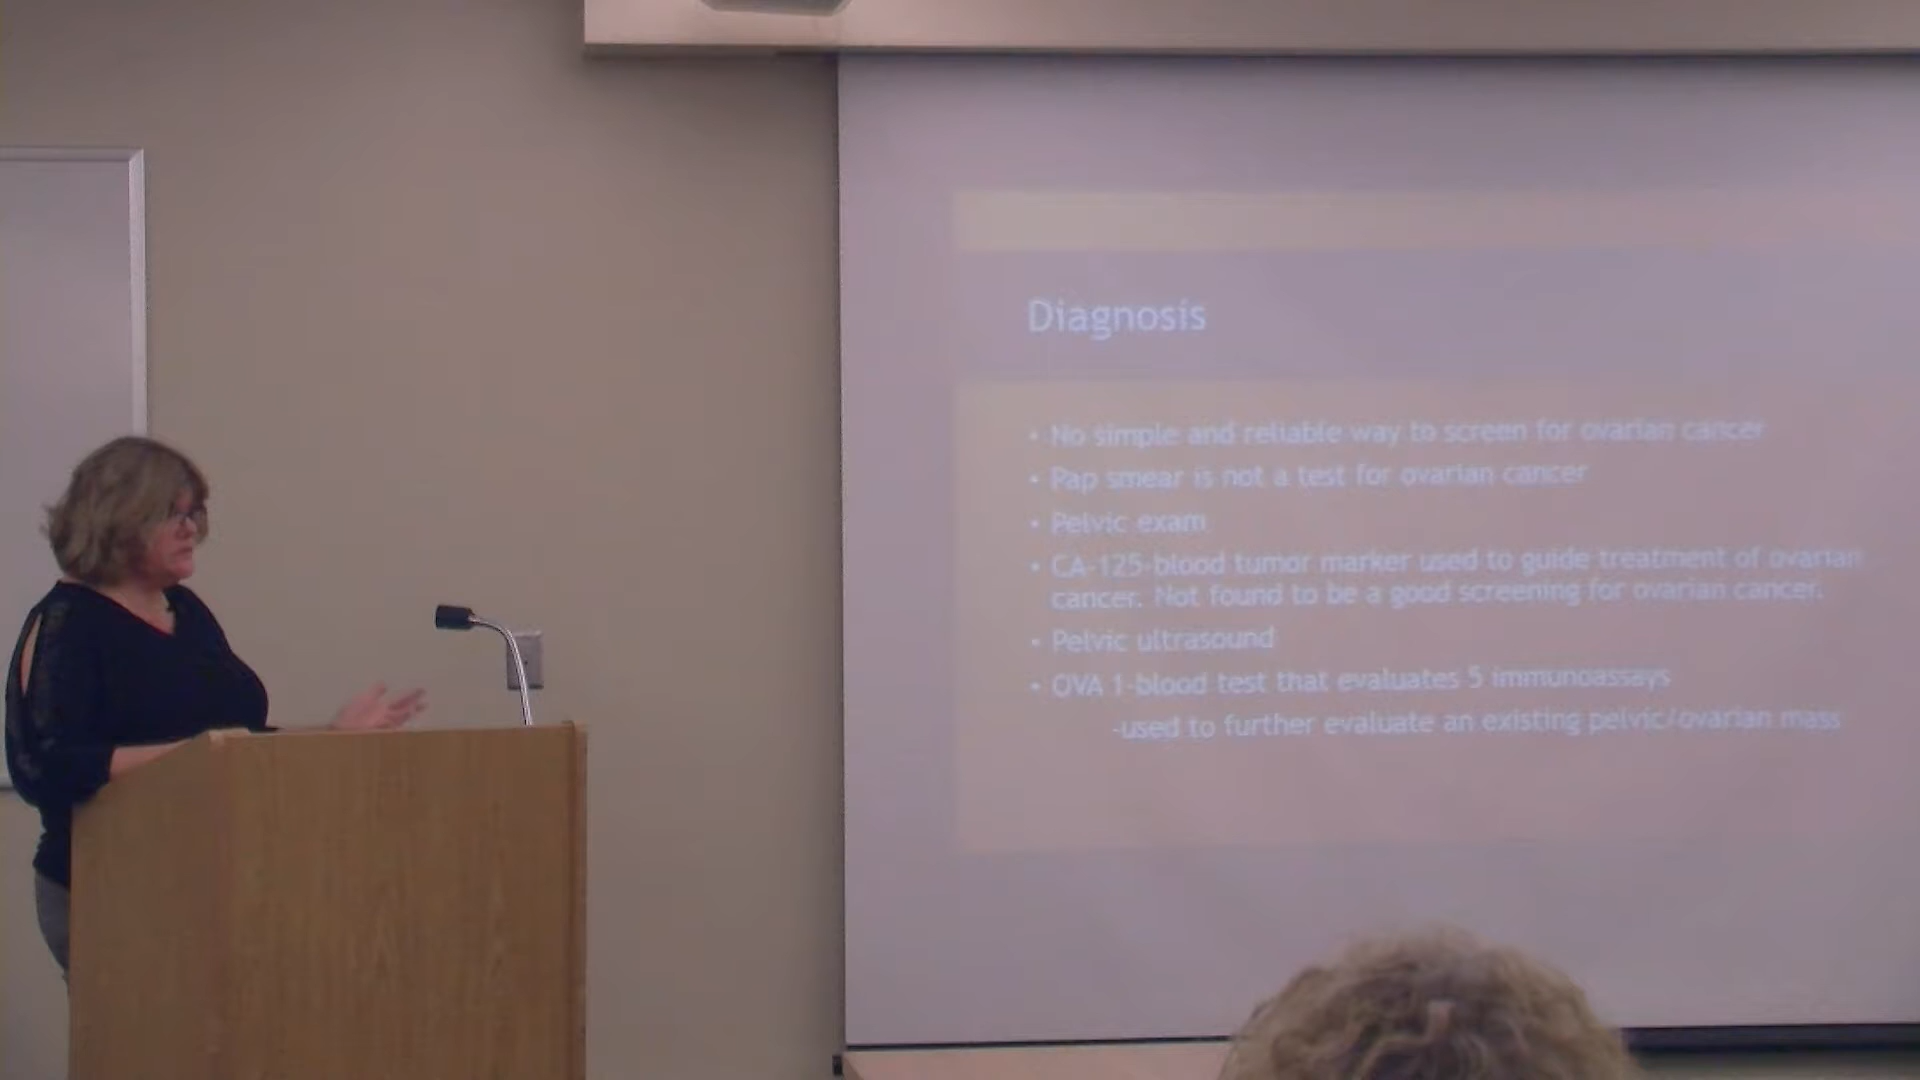 Diagnosis
• No simple and reliable way to screen for ovarian cancer
• Pap smear is not a test for ovarian cancer
• Pelvic exam
• CA-125-blood tumor marker used to guide treatment of ovarian
cancer. Not found to be a good screening for ovarian cancer.
• Pelvic ultrasound
• OVA 1-blood test that evaluates 5 immunoassays
-used to further evaluate an existing pelvic/ovarian mass